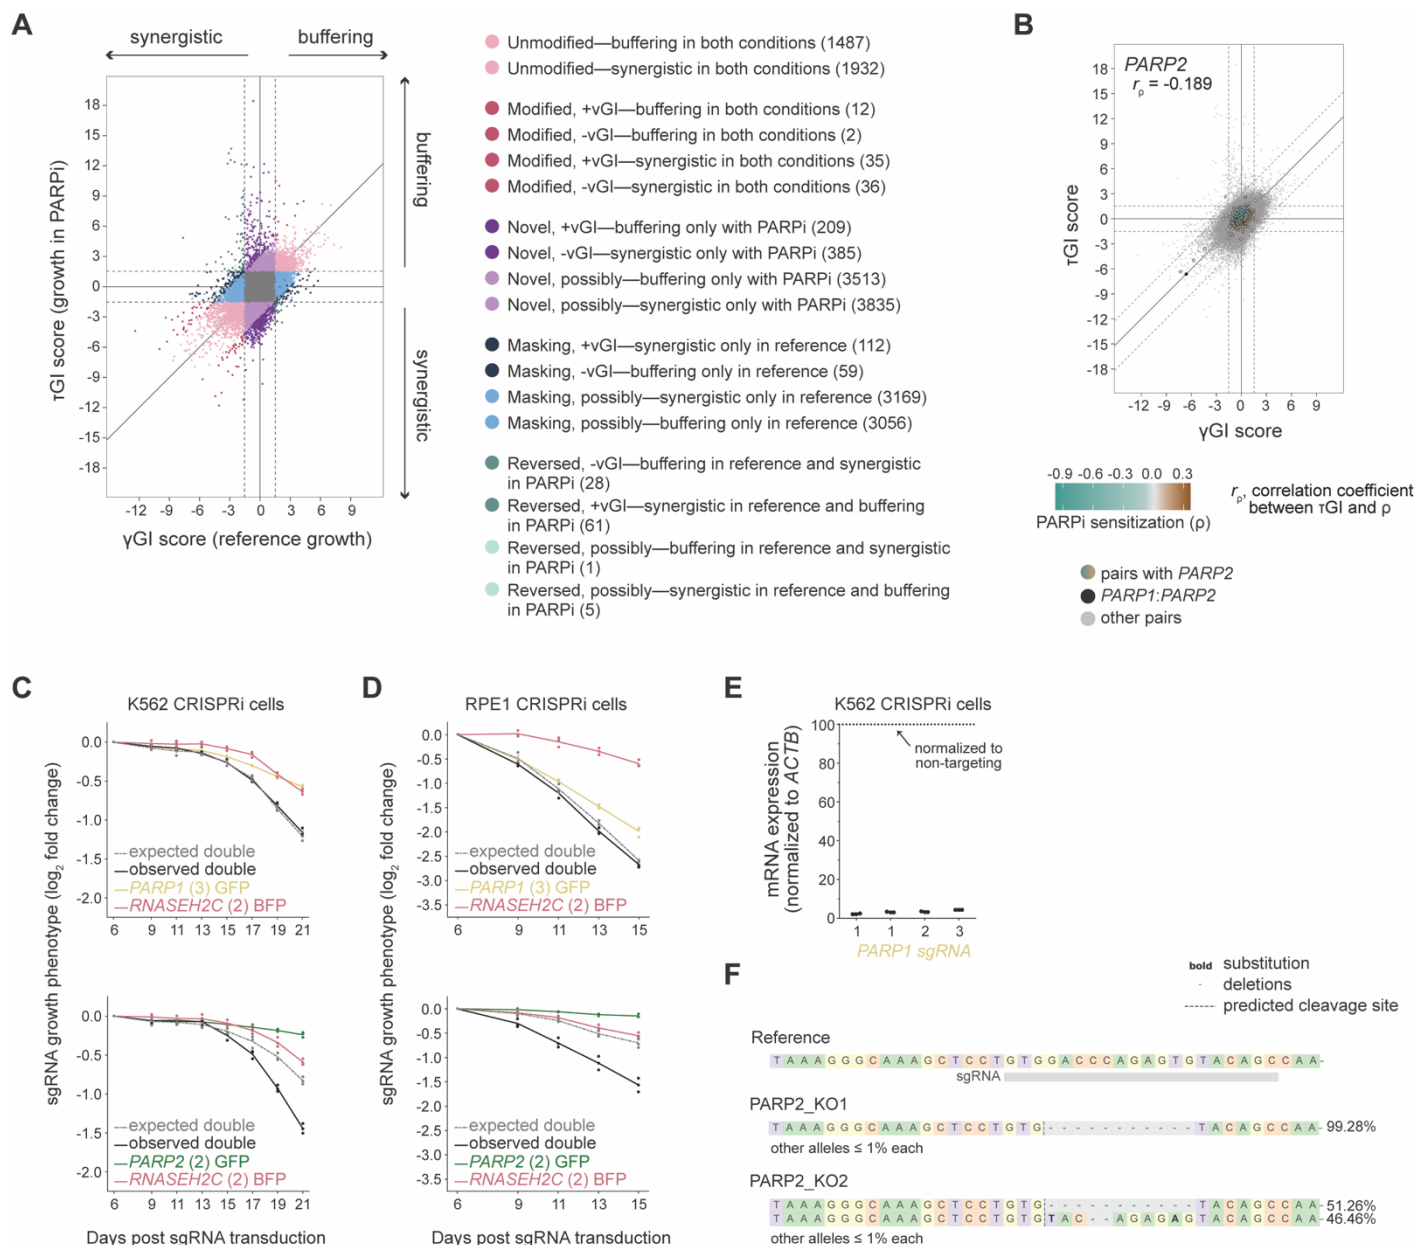 A
synergistic
buffering
18
15
12
9
6
3
0
-3
-6
-9
-12
-15
-18
τGI score (growth in PARPi)
-12 -9 -6 -3 0 3 6 9
γGI score (reference growth)
buffering
synergistic
Unmodified—buffering in both conditions (1487)
Unmodified—synergistic in both conditions (1932)
Modified, +vGI—buffering in both conditions (12)
Modified, -vGI—buffering in both conditions (2)
Modified, +vGI—synergistic in both conditions (35)
Modified, -vGI—synergistic in both conditions (36)
Novel, +vGI—buffering only with PARPi (209)
Novel, -vGI—synergistic only with PARPi (385)
Novel, possibly—buffering only with PARPi (3513)
Novel, possibly—synergistic only with PARPi (3835)
Masking, +vGI—synergistic only in reference (112)
Masking, -vGI—buffering only in reference (59)
Masking, possibly—synergistic only in reference (3169)
Masking, possibly—buffering only in reference (3056)
Reversed, -vGI—buffering in reference and synergistic
in PARPi (28)
Reversed, +vGI—synergistic in reference and buffering
in PARPi (61)
Reversed, possibly—buffering in reference and synergistic
in PARPi (1)
Reversed, possibly—synergistic in reference and buffering
in PARPi (5)
B
PARP2
rρ = -0.189
18
15
12
9
6
3
0
-3
-6
-9
-12
-15
-18
τGI score
-12 -9 -6 -3 0 3 6 9
γGI score
-0.9 -0.6 -0.3 0.0 0.3
PARPi sensitization (ρ)
rρ, correlation coefficient
between τGI and ρ
pairs with PARP2
PARP1:PARP2
other pairs
C
K562 CRISPRi cells
0.0
-0.5
-1.0
-1.5
-2.0
expected double
observed double
PARP1 (3) GFP
RNASEH2C (2) BFP
6 9 11 13 15 17 19 21
sgRNA growth phenotype (log2 fold change)
0.0
-0.5
-1.0
-1.5
-2.0
expected double
observed double
PARP2 (2) GFP
RNASEH2C (2) BFP
6 9 11 13 15 17 19 21
Days post sgRNA transduction
D
RPE1 CRISPRi cells
0.0
-0.5
-1.0
-1.5
-2.0
-2.5
-3.0
-3.5
expected double
observed double
PARP1 (3) GFP
RNASEH2C (2) BFP
6 9 11 13 15
sgRNA growth phenotype (log2 fold change)
0.0
-0.5
-1.0
-1.5
-2.0
-2.5
-3.0
-3.5
expected double
observed double
PARP2 (2) GFP
RNASEH2C (2) BFP
6 9 11 13 15
Days post sgRNA transduction
E
K562 CRISPRi cells
100
80
60
40
20
0
mRNA expression
(normalized to ACTB)
normalized to
non-targeting
1 1 2 3
PARP1 sgRNA
F
bold substitution
- deletions
predicted cleavage site
Reference
T A A A G G G C A A A G C T C C T G T G G A C C C A G A G T G T A C A G C C A A -
sgRNA
PARP2_KO1
T A A A G G G C A A A G C T C C T G T G - - - - - - - - - - - T A C A G C C A A - 99.28%
other alleles ≤ 1% each
PARP2_KO2
T A A A G G G C A A A G C T C C T G T G - - - - - - - - - - - T A C A G C C A A - 51.26%
T A A A G G G C A A A G C T C C T G T G T A C - - A G A G A G T A C A G C C A A - 46.46%
other alleles ≤ 1% each